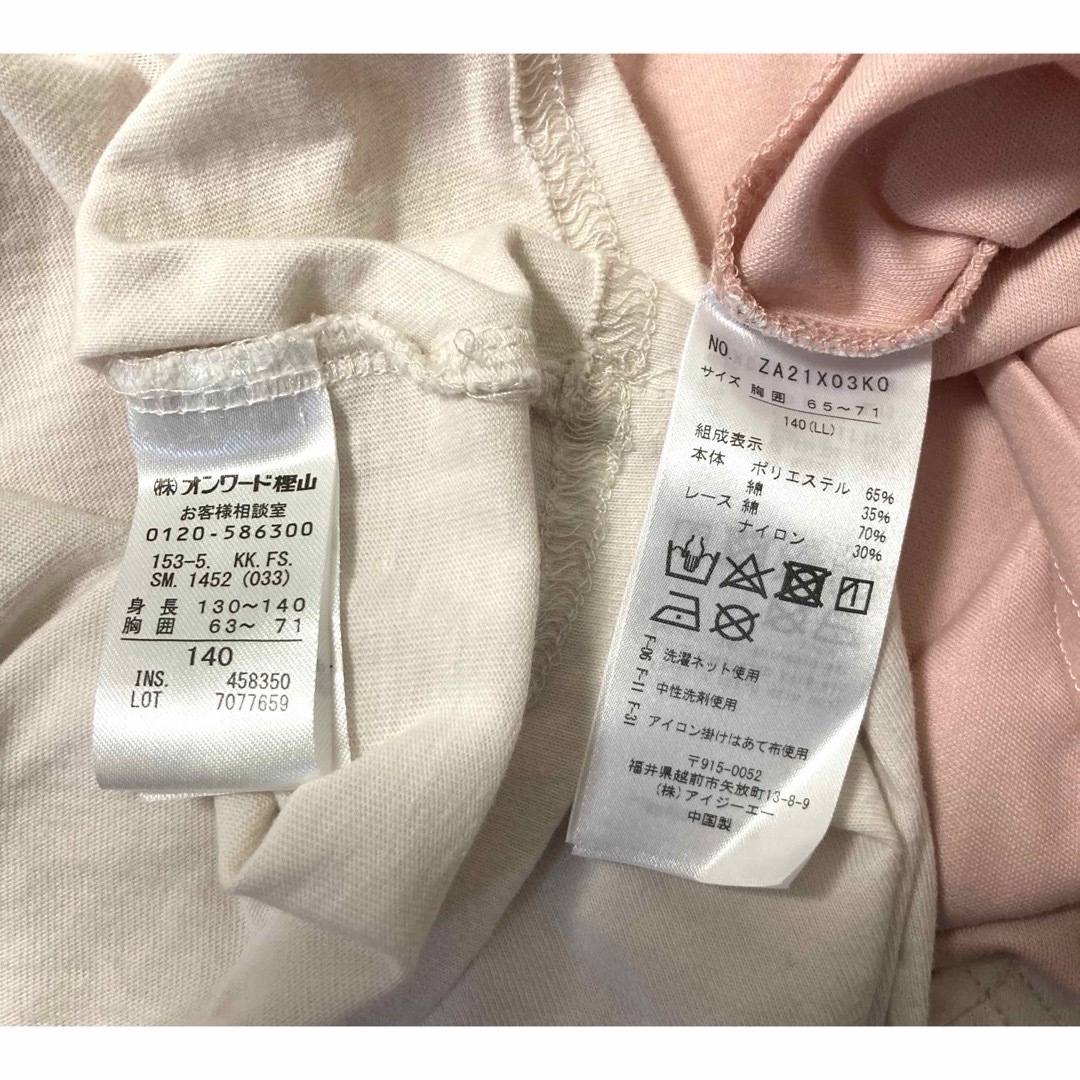 (株)オンワード樫山
お客様相談室
0120-586300
153-5. KK.FS.
SM. 1452 (033)
身長 130～140
胸囲 63～ 71
140
INS. 458350
LOT 7077659
NO. ZA21X03K0
サイズ 胸囲 65～71
140(LL)
組成表示
本体 ポリエステル 65%
綿 35%
レース 綿 70%
ナイロン 30%
F-06 洗濯ネット使用
F-11 中性洗剤使用
F-31 アイロン掛けはあて布使用
〒915-0052
福井県越前市矢放町13-8-9
(株)アイジーエー
中国製